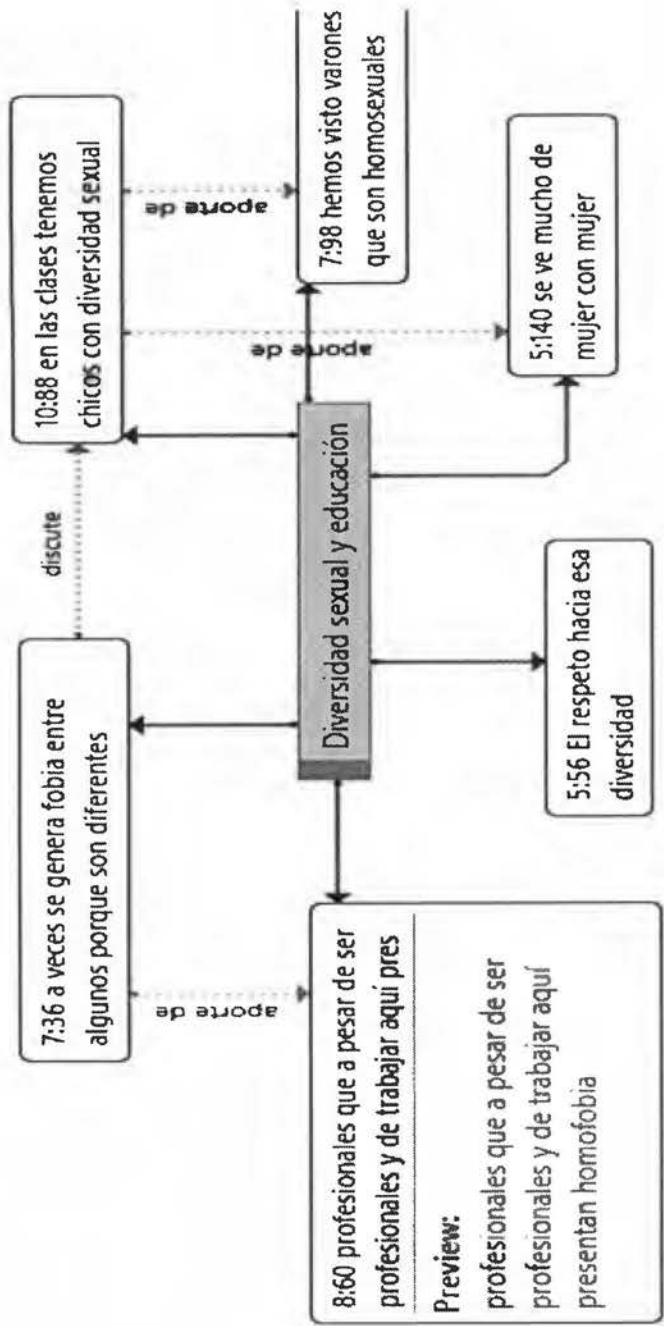 7:36 a veces se genera fobia entre
algunos porque son diferentes
discute
10:88 en las clases tenemos
chicos con diversidad sexual
aporte de
aporte de
aporte de
Diversidad sexual y educación
7:98 hemos visto varones
que son homosexuales
8:60 profesionales que a pesar de ser
profesionales y de trabajar aquí pres
Preview:
profesionales que a pesar de ser
profesionales y de trabajar aquí
presentan homofobia
5:56 El respeto hacia esa
diversidad
5:140 se ve mucho de
mujer con mujer